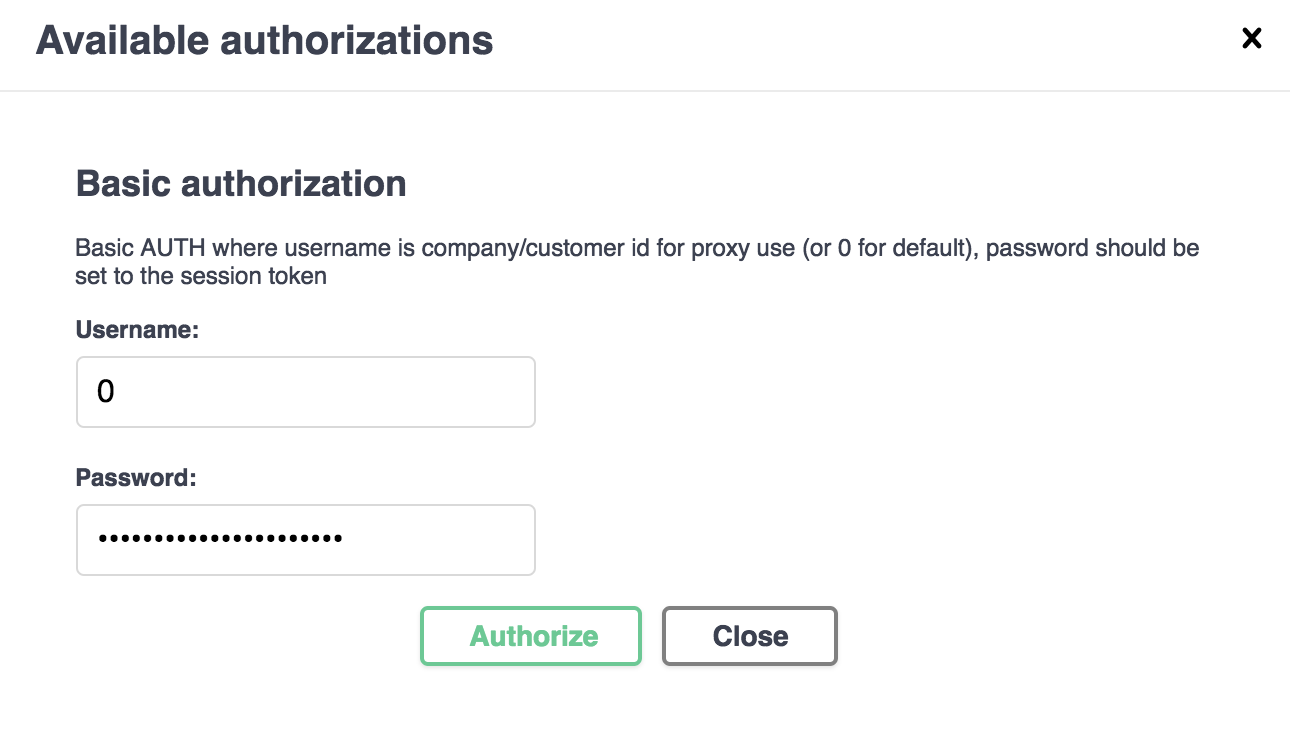 Available authorizations
Basic authorization
Basic AUTH where username is company/customer id for proxy use (or 0 for default), password should be
set to the session token
Username:
0
Password:
••••••••••••••••••••••
Authorize Close